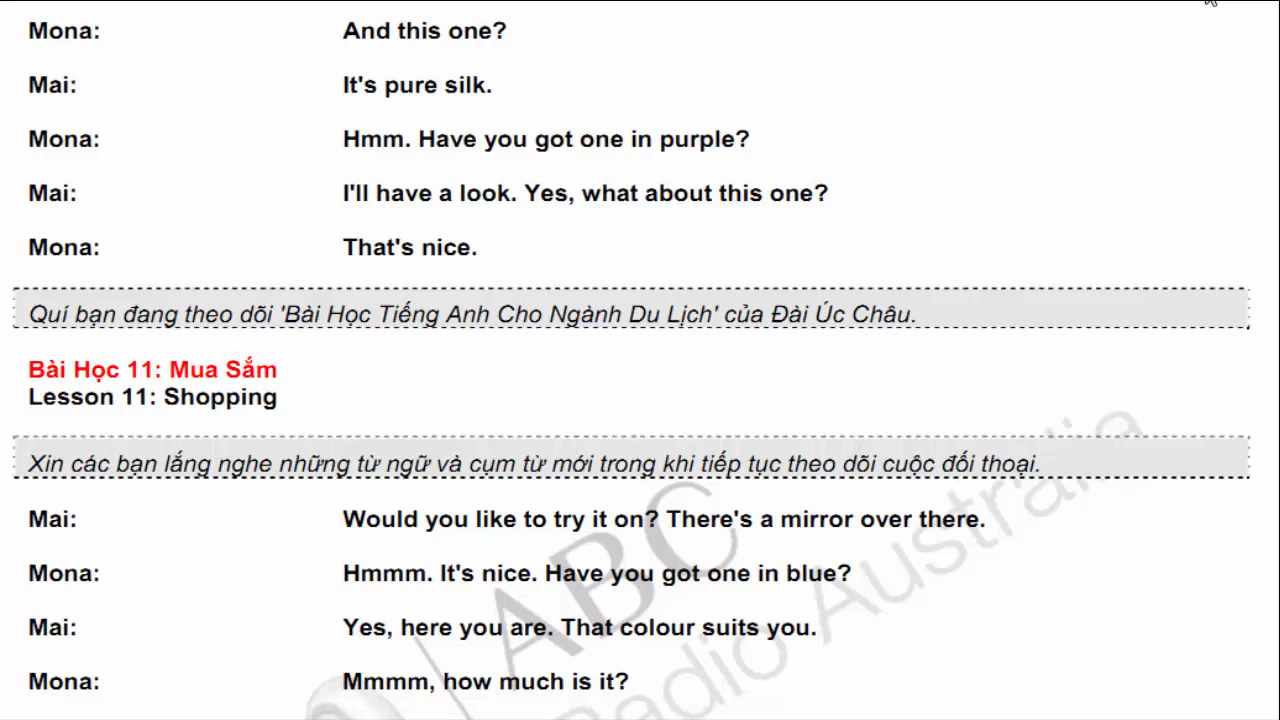 Mona: And this one?
Mai: It's pure silk.
Mona: Hmm. Have you got one in purple?
Mai: I'll have a look. Yes, what about this one?
Mona: That's nice.
Quí bạn đang theo dõi 'Bài Học Tiếng Anh Cho Ngành Du Lịch' của Đài Úc Châu.
Bài Học 11: Mua Sắm
Lesson 11: Shopping
Xin các bạn lắng nghe những từ ngữ và cụm từ mới trong khi tiếp tục theo dõi cuộc đối thoại.
Mai: Would you like to try it on? There's a mirror over there.
Mona: Hmmm. It's nice. Have you got one in blue?
Mai: Yes, here you are. That colour suits you.
Mona: Mmmm, how much is it?
ABC
Radio Australia